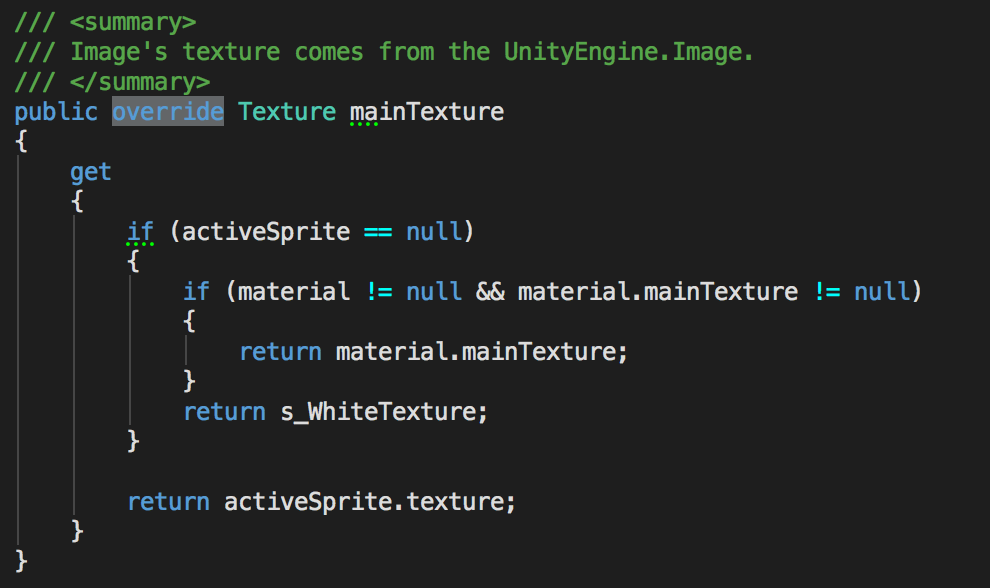 /// <summary>
/// Image's texture comes from the UnityEngine.Image.
/// </summary>
public override Texture mainTexture
{
    get
    {
        if (activeSprite == null)
        {
            if (material != null && material.mainTexture != null)
            {
                return material.mainTexture;
            }
            return s_WhiteTexture;
        }

        return activeSprite.texture;
    }
}